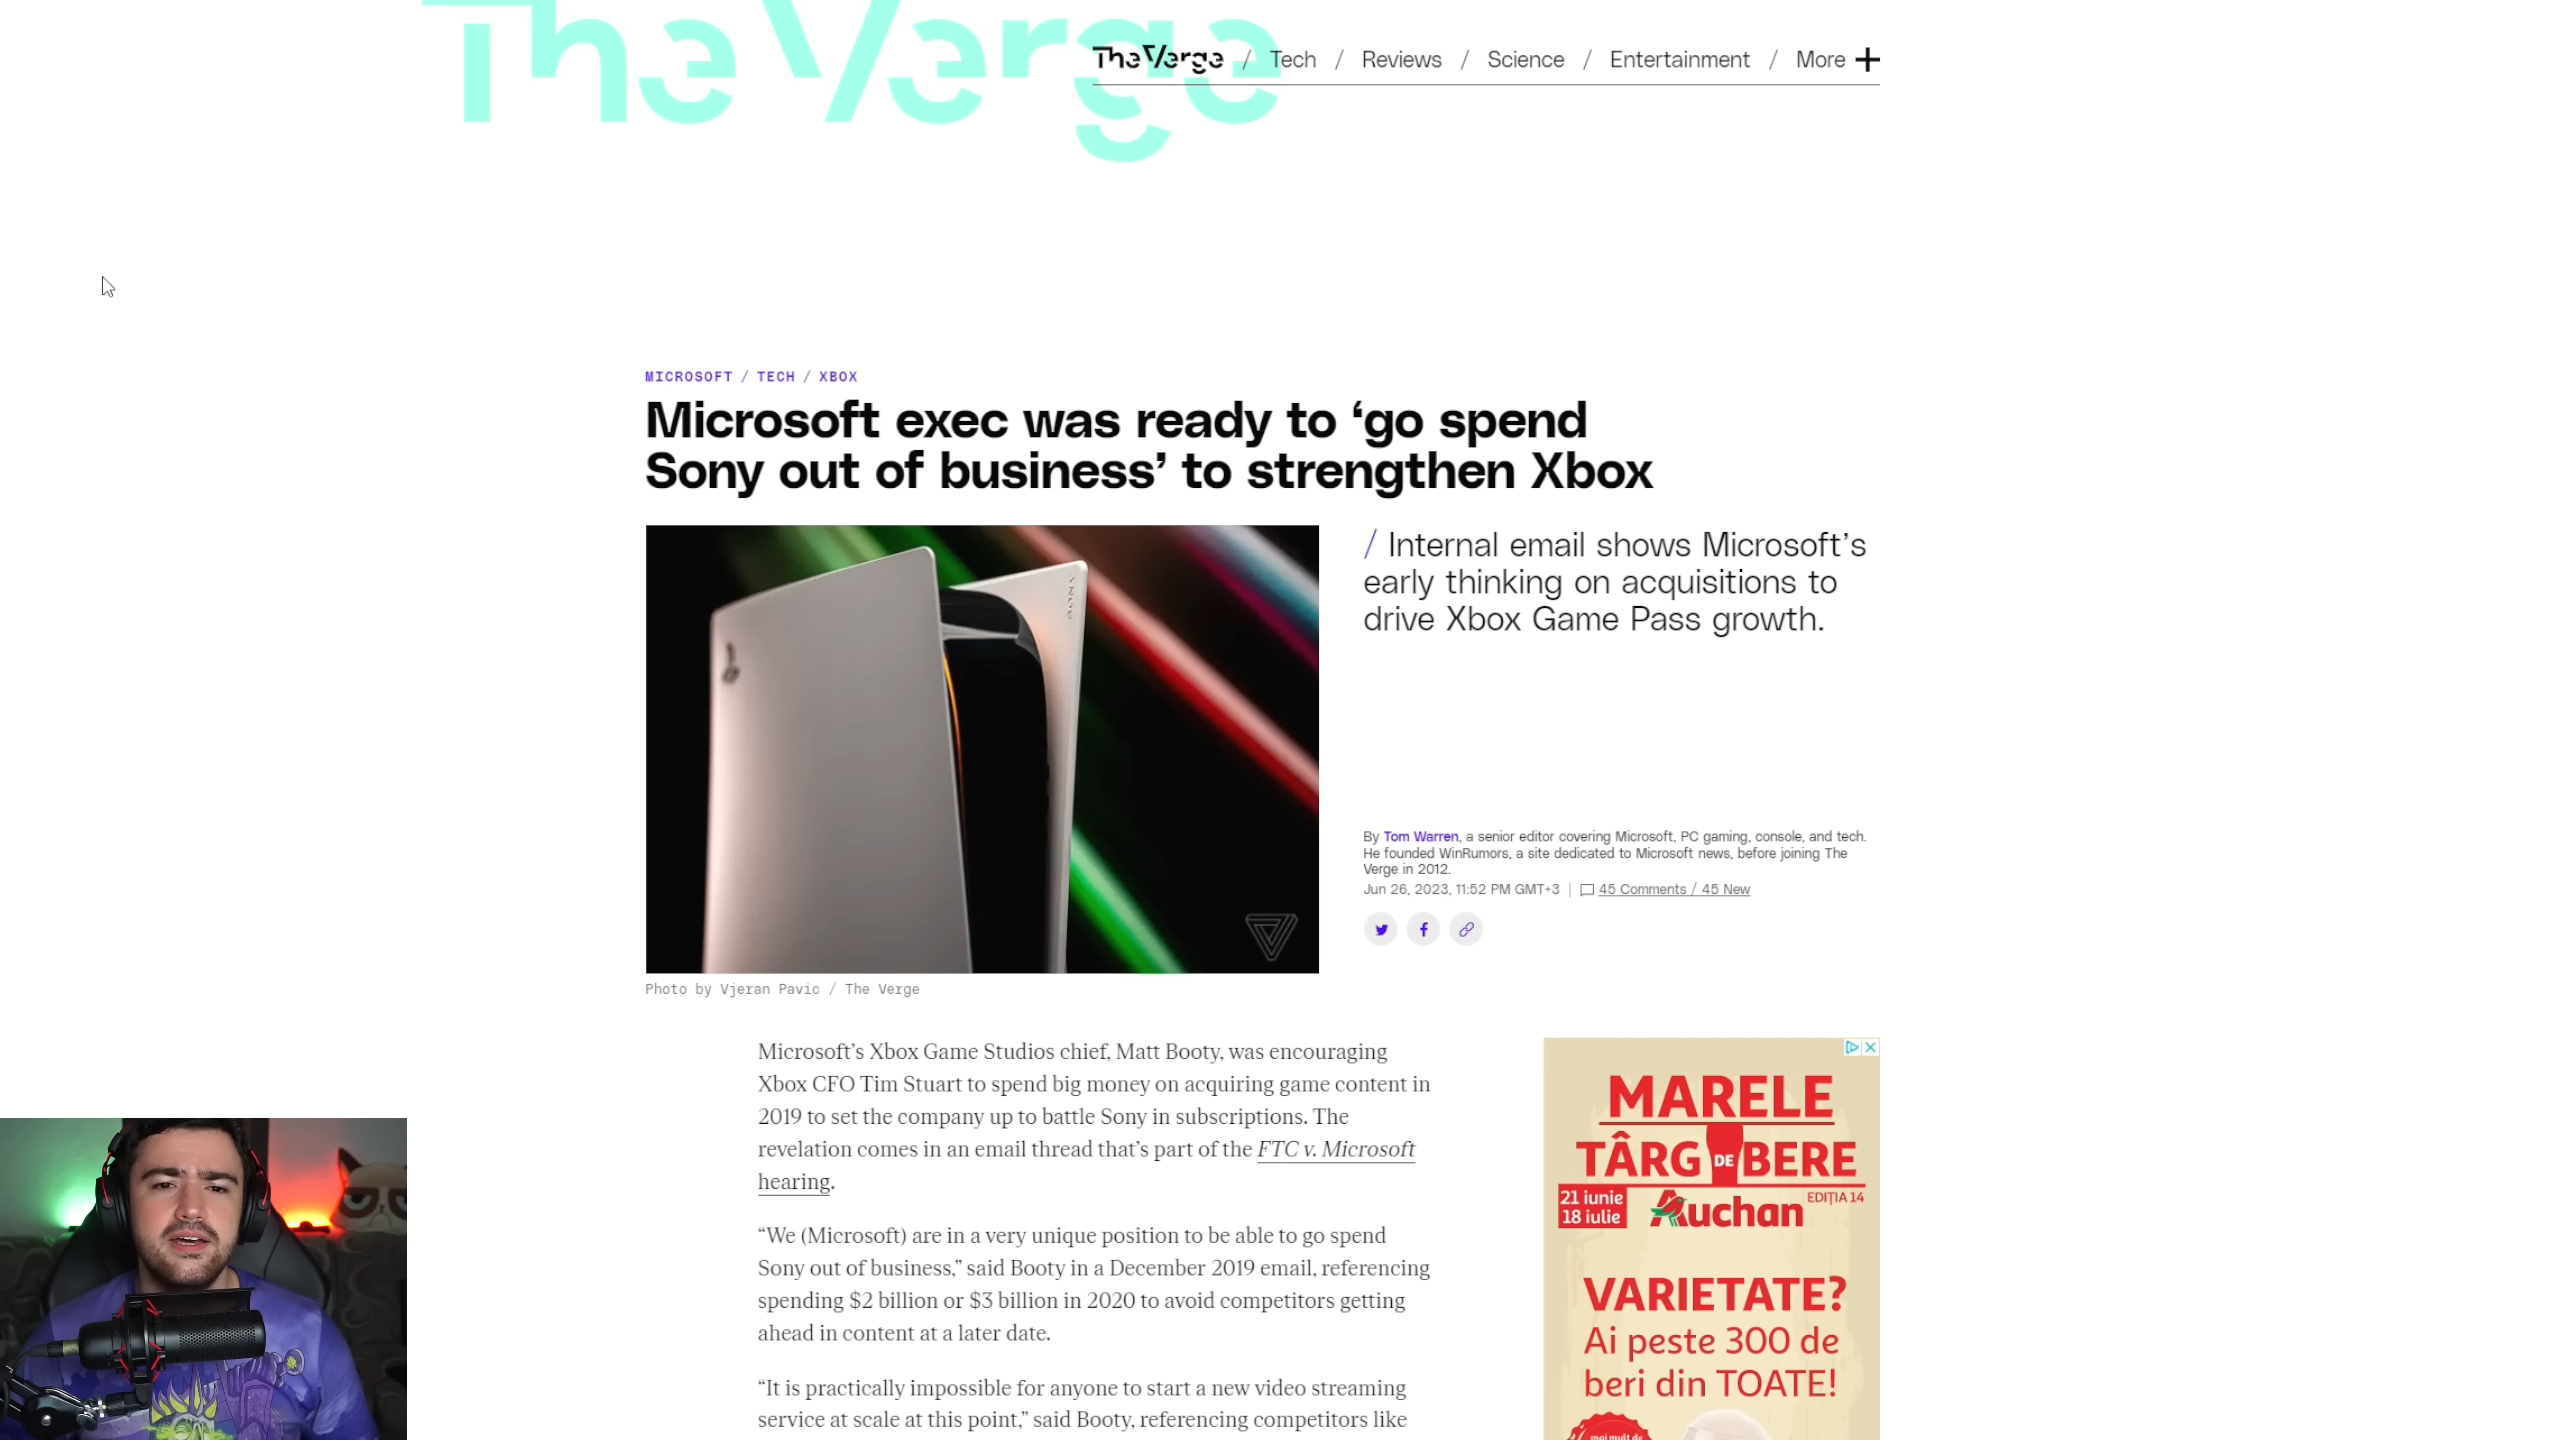 The Verge
The Verge / Tech / Reviews / Science / Entertainment / More +
MICROSOFT / TECH / XBOX
Microsoft exec was ready to ‘go spend
Sony out of business’ to strengthen Xbox
/ Internal email shows Microsoft’s
early thinking on acquisitions to
drive Xbox Game Pass growth.
SONY
By Tom Warren, a senior editor covering Microsoft, PC gaming, console, and tech.
He founded WinRumors, a site dedicated to Microsoft news, before joining The
Verge in 2012.
Jun 26, 2023, 11:52 PM GMT+3 | 45 Comments / 45 New
Photo by Vjeran Pavic / The Verge
Microsoft’s Xbox Game Studios chief, Matt Booty, was encouraging
Xbox CFO Tim Stuart to spend big money on acquiring game content in
2019 to set the company up to battle Sony in subscriptions. The
revelation comes in an email thread that’s part of the FTC v. Microsoft
hearing.
“We (Microsoft) are in a very unique position to be able to go spend
Sony out of business,” said Booty in a December 2019 email, referencing
spending $2 billion or $3 billion in 2020 to avoid competitors getting
ahead in content at a later date.
“It is practically impossible for anyone to start a new video streaming
service at scale at this point,” said Booty, referencing competitors like
MARELE
TÂRG DE BERE
21 iunie
18 iulie
Auchan
EDIȚIA 14
VARIETATE?
Ai peste 300 de
beri din TOATE!
moi mult de